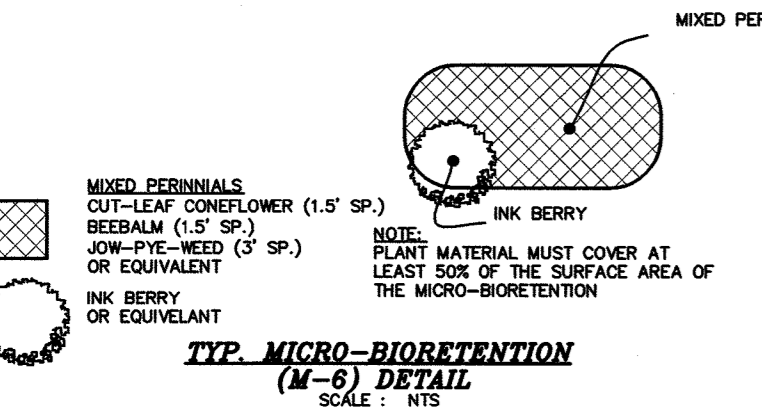 MIXED PER
MIXED PERINNIALS
CUT-LEAF CONEFLOWER (1.5' SP.)
BEEBALM (1.5' SP.)
JOW-PYE-WEED (3' SP.)
OR EQUIVALENT
INK BERRY
OR EQUIVELANT
INK BERRY
NOTE:
PLANT MATERIAL MUST COVER AT
LEAST 50% OF THE SURFACE AREA OF
THE MICRO-BIORETENTION
TYP. MICRO-BIORETENTION
(M-6) DETAIL
SCALE : NTS